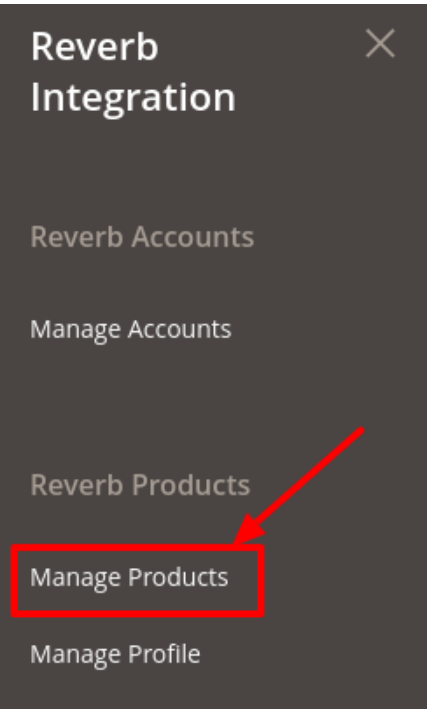 Reverb
Integration
Reverb Accounts
Manage Accounts
Reverb Products
Manage Products
Manage Profile